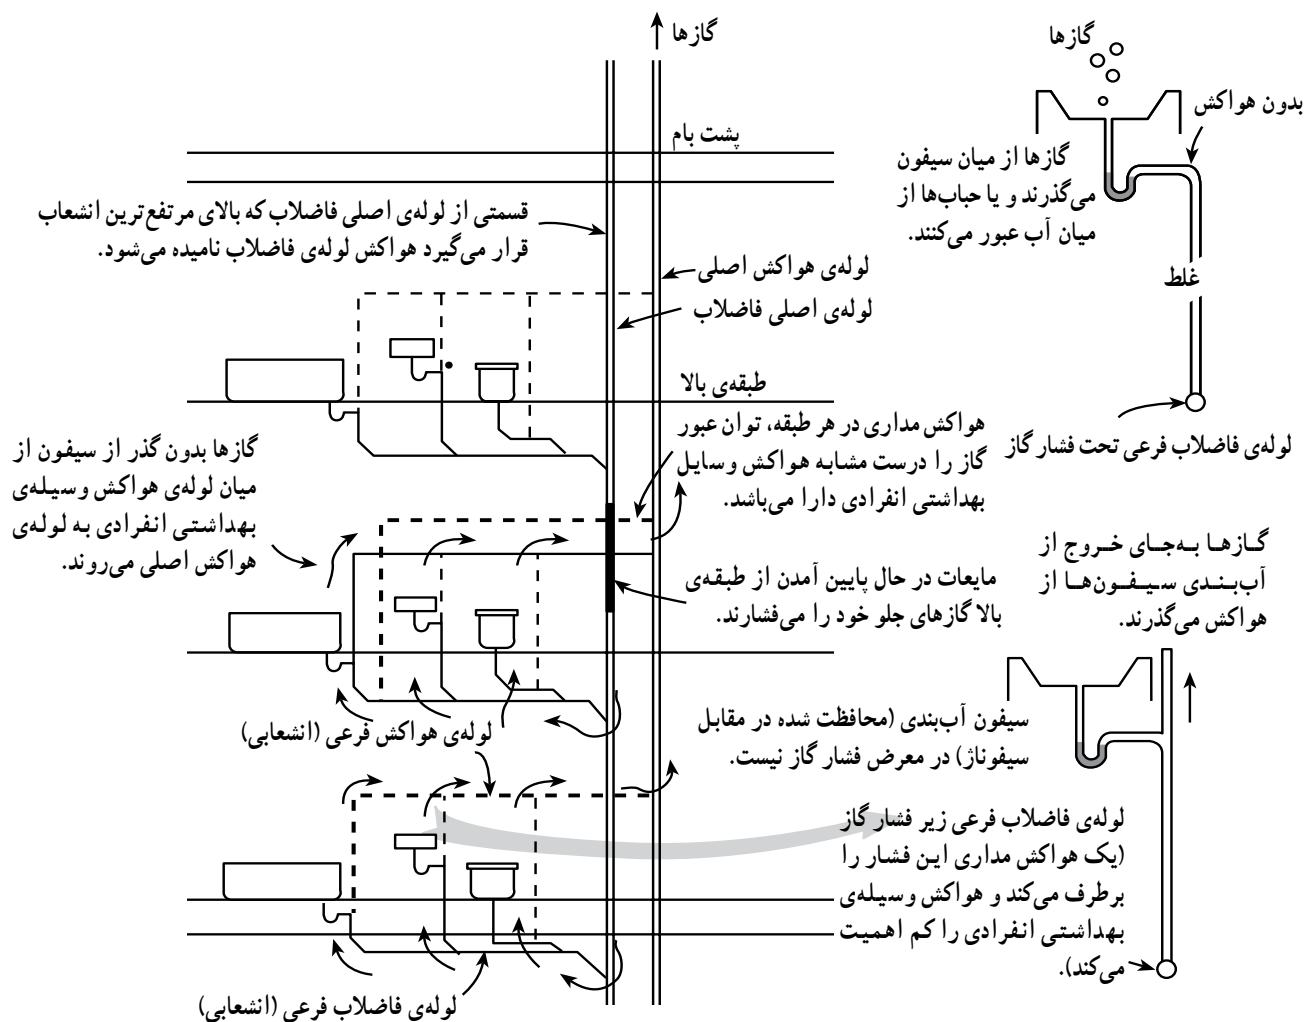 گازها
گازها
بدون هواکش
پشت بام
گازها از میان سیفون
می‌گذرند و یا حباب‌ها از
میان آب عبور می‌کنند.
قسمتی از لوله‌ی اصلی فاضلاب که بالای مرتفع‌ترین انشعاب
قرار می‌گیرد هواکش لوله‌ی فاضلاب نامیده می‌شود.
لوله‌ی هواکش اصلی
لوله‌ی اصلی فاضلاب
غلط
طبقه‌ی بالا
هواکش مداری در هر طبقه، توان عبور
گاز را درست مشابه هواکش وسایل
بهداشتی انفرادی دارا می‌باشد.
لوله‌ی فاضلاب فرعی تحت فشار گاز
گازها بدون گذر از سیفون از
میان لوله‌ی هواکش وسیله‌ی
بهداشتی انفرادی به لوله‌ی
هواکش اصلی می‌روند.
گازها به‌جای خروج از
آب‌بندی سیفون‌ها از
هواکش می‌گذرند.
مایعات در حال پایین آمدن از طبقه‌ی
بالا گازهای جلو خود را می‌فشارند.
لوله‌ی هواکش فرعی (انشعابی)
سیفون آب‌بندی (محافظت شده در مقابل
سیفوناژ) در معرض فشار گاز نیست.
لوله‌ی فاضلاب فرعی زیر فشار گاز
(یک هواکش مداری این فشار را
برطرف می‌کند و هواکش وسیله‌ی
بهداشتی انفرادی را کم اهمیت
می‌کند).
لوله‌ی فاضلاب فرعی (انشعابی)